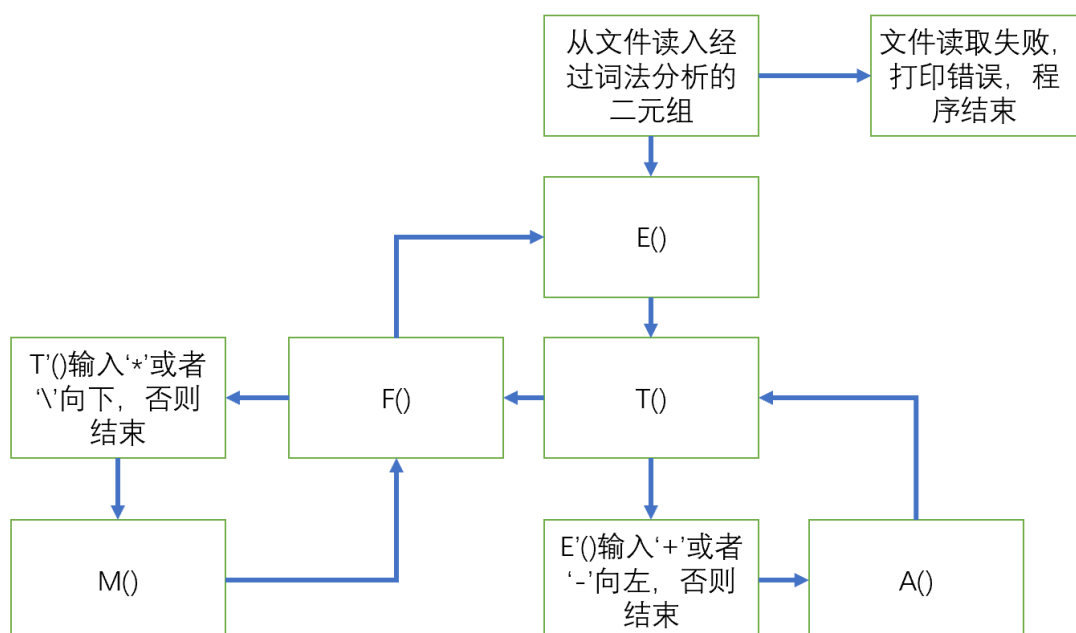 从文件读入经
过词法分析的
二元组
文件读取失败，
打印错误，程
序结束
E()
T'()输入‘*’或者
‘\’向下，否则
结束
F()
T()
M()
E’()输入‘+’或者
‘-’向左，否则
结束
A()